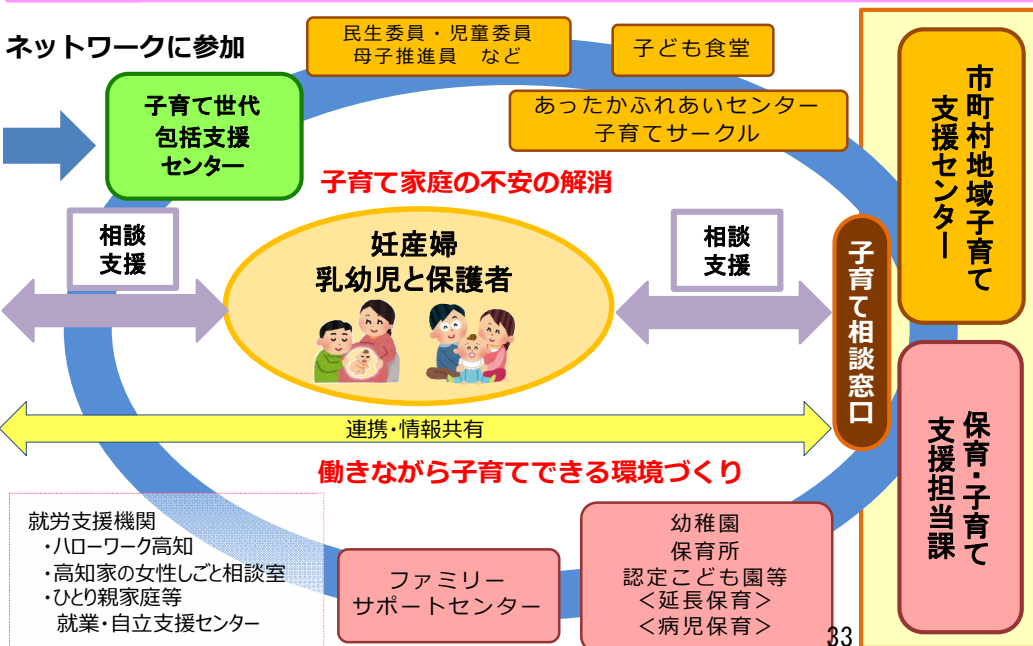 ネットワークに参加
民生委員・児童委員
母子推進員　など
子ども食堂
あったかふれあいセンター
子育てサークル
子育て世代
包括支援
センター
市町村地域子育て
支援センター
子育て家庭の不安の解消
相談
支援
妊産婦
乳幼児と保護者
相談
支援
子育て相談窓口
連携・情報共有
働きながら子育てできる環境づくり
保育・子育て
支援担当課
就労支援機関
・ハローワーク高知
・高知家の女性しごと相談室
・ひとり親家庭等
就業・自立支援センター
ファミリー
サポートセンター
幼稚園
保育所
認定こども園等
＜延長保育＞
＜病児保育＞
33